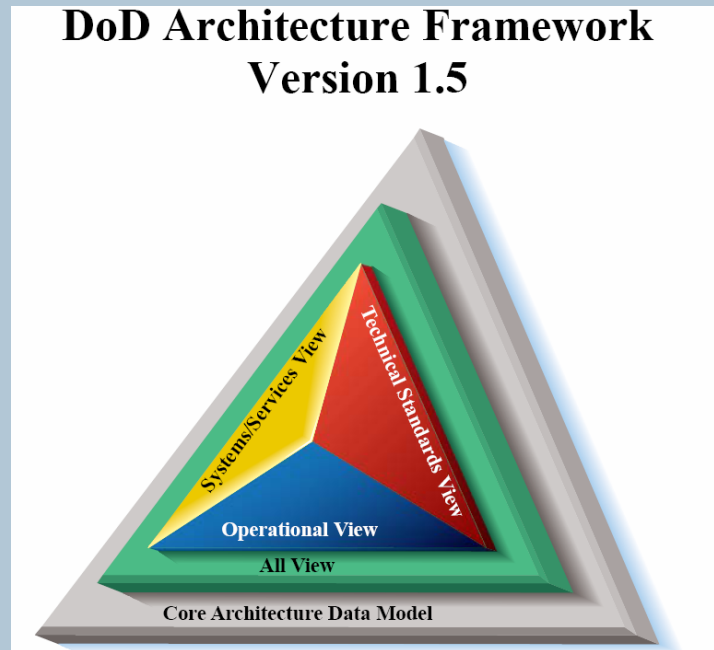 DoD Architecture Framework
Version 1.5
Systems/Services View
Technical Standards View
Operational View
All View
Core Architecture Data Model